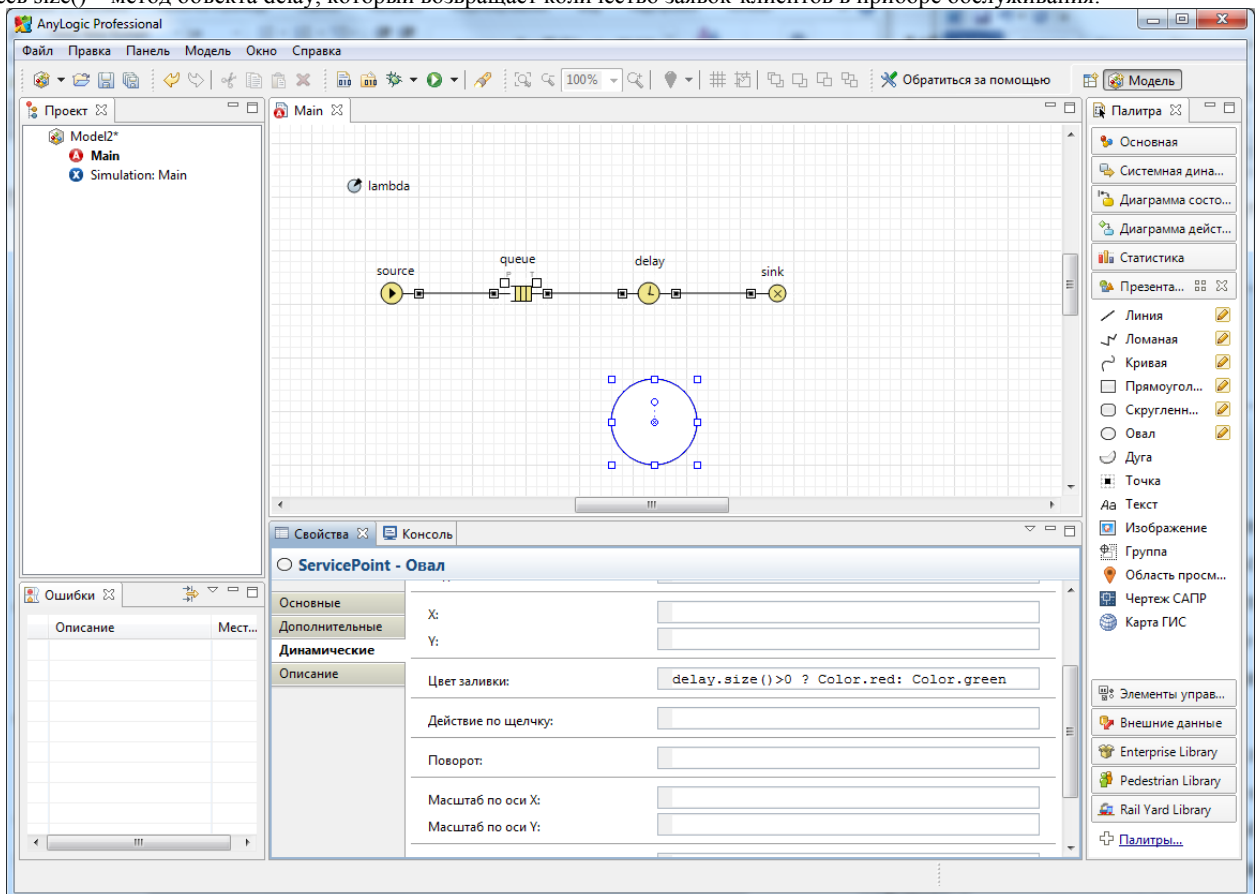 size() – метод объекта delay, который возвращает количество заявок-клиентов в приборе обслуживания.
AnyLogic Professional
Файл Правка Панель Модель Окно Справка
100% Обратиться за помощью Модель
Проект
Model2*
Main
Simulation: Main
Main
lambda
source
queue
delay
sink
Палитра
Основная
Системная дина...
Диаграмма состо...
Диаграмма дейст...
Статистика
Презента...
Линия
Ломаная
Кривая
Прямоугол...
Скругленн...
Овал
Дуга
Точка
Текст
Изображение
Группа
Область просм...
Чертеж САПР
Карта ГИС
Элементы управ...
Внешние данные
Enterprise Library
Pedestrian Library
Rail Yard Library
Палитры...
Ошибки
Описание Мест...
Свойства Консоль
ServicePoint - Овал
Основные
Дополнительные
Динамические
Описание
X:
Y:
Цвет заливки: delay.size()>0 ? Color.red: Color.green
Действие по щелчку:
Поворот:
Масштаб по оси X:
Масштаб по оси Y: